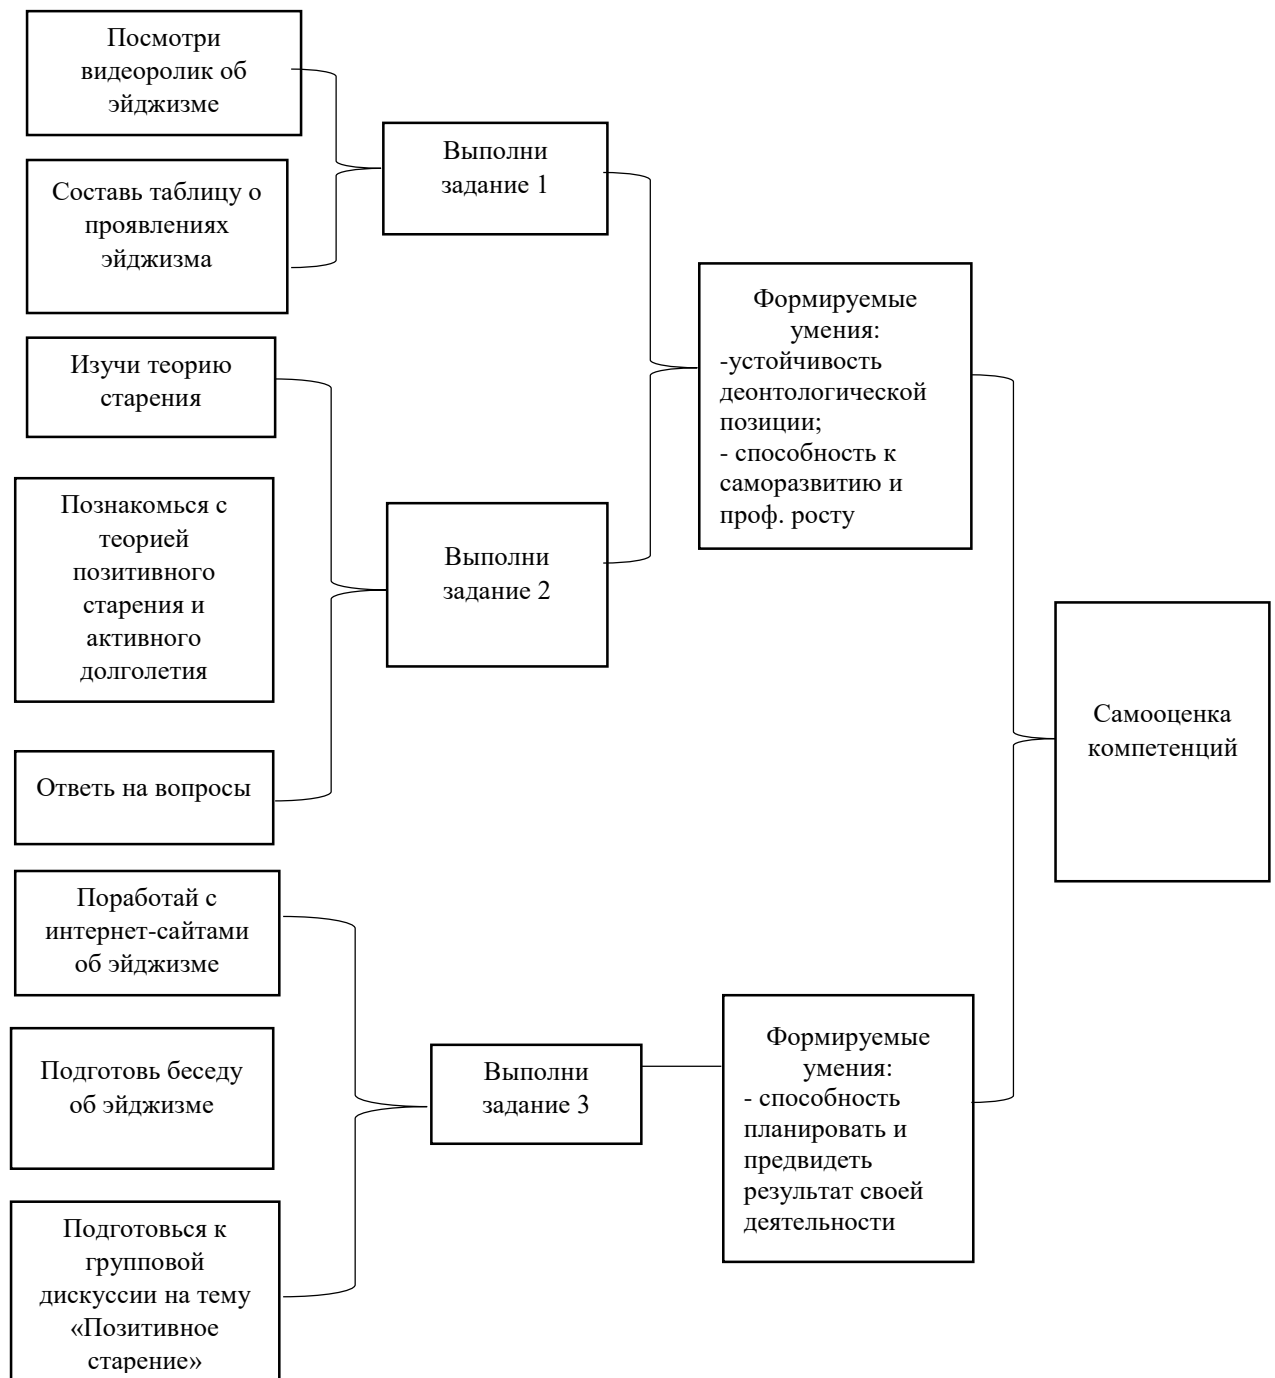 Посмотри
видеоролик об
эйджизме
Составь таблицу о
проявлениях
эйджизма
Выполни
задание 1
Изучи теорию
старения
Познакомься с
теорией
позитивного
старения и
активного
долголетия
Ответь на вопросы
Выполни
задание 2
Формируемые
умения:
-устойчивость
деонтологической
позиции;
- способность к
саморазвитию и
проф. росту
Поработай с
интернет-сайтами
об эйджизме
Подготовь беседу
об эйджизме
Подготовься к
групповой
дискуссии на тему
«Позитивное
старение»
Выполни
задание 3
Формируемые
умения:
- способность
планировать и
предвидеть
результат своей
деятельности
Самооценка
компетенций